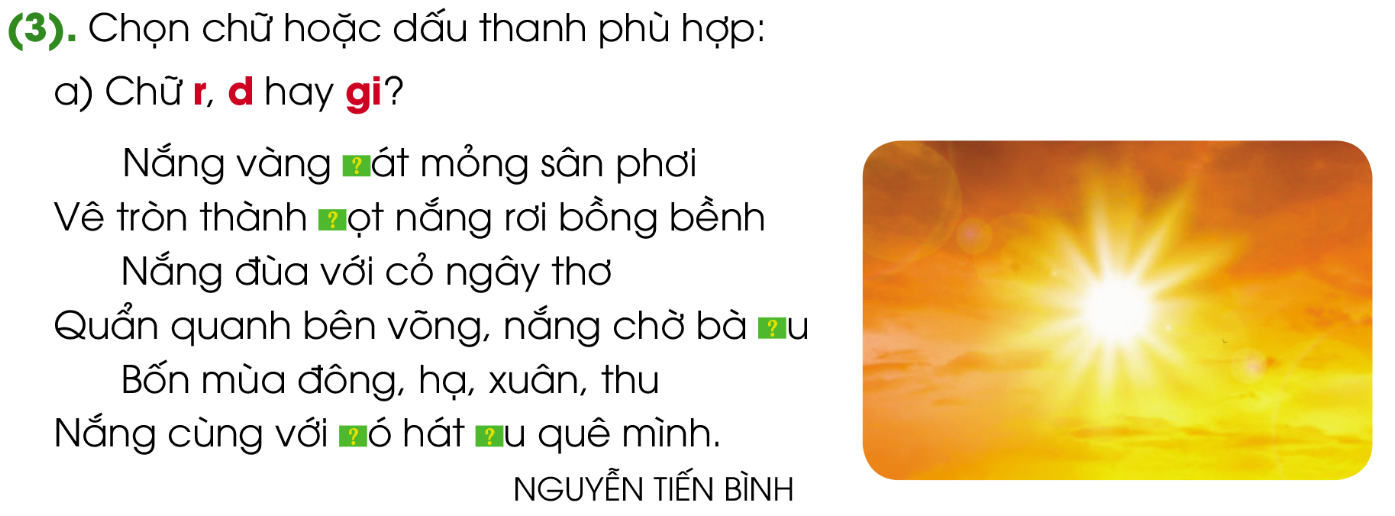 (3). Chọn chữ hoặc dấu thanh phù hợp:
a) Chữ r, d hay gi?
Nắng vàng ?át mỏng sân phơi
Vê tròn thành ?ọt nắng rơi bồng bềnh
Nắng đùa với cỏ ngây thơ
Quẩn quanh bên võng, nắng chờ bà ?u
Bốn mùa đông, hạ, xuân, thu
Nắng cùng với ?ó hát ?u quê mình.
NGUYỄN TIẾN BÌNH